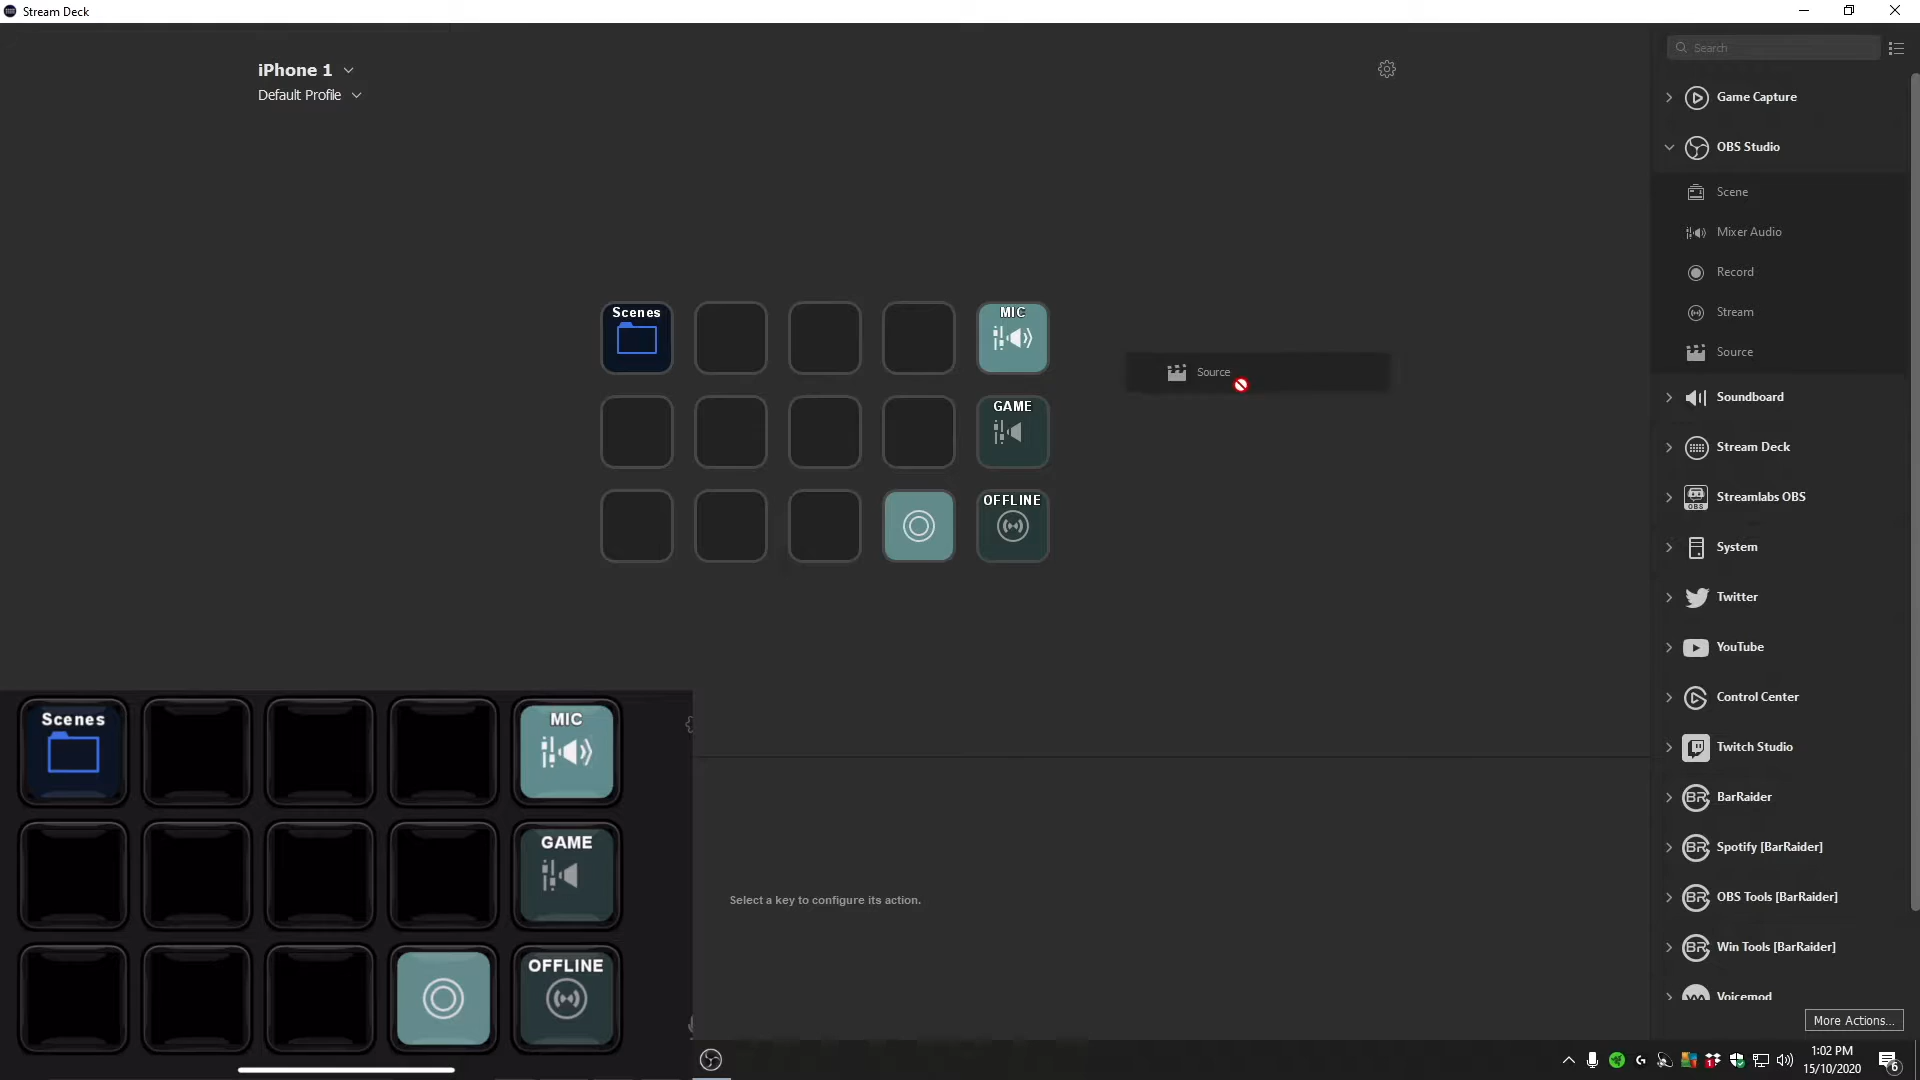 Stream Deck
iPhone 1
Default Profile
Search
Game Capture
OBS Studio
Scene
Mixer Audio
Record
Stream
Source
Soundboard
Stream Deck
Streamlabs OBS
System
Twitter
YouTube
Control Center
Twitch Studio
BarRaider
Spotify [BarRaider]
OBS Tools [BarRaider]
Win Tools [BarRaider]
Voicemod
More Actions...
Scenes
MIC
Source
GAME
OFFLINE
Scenes
MIC
GAME
OFFLINE
Select a key to configure its action.
1:02 PM
15/10/2020
6